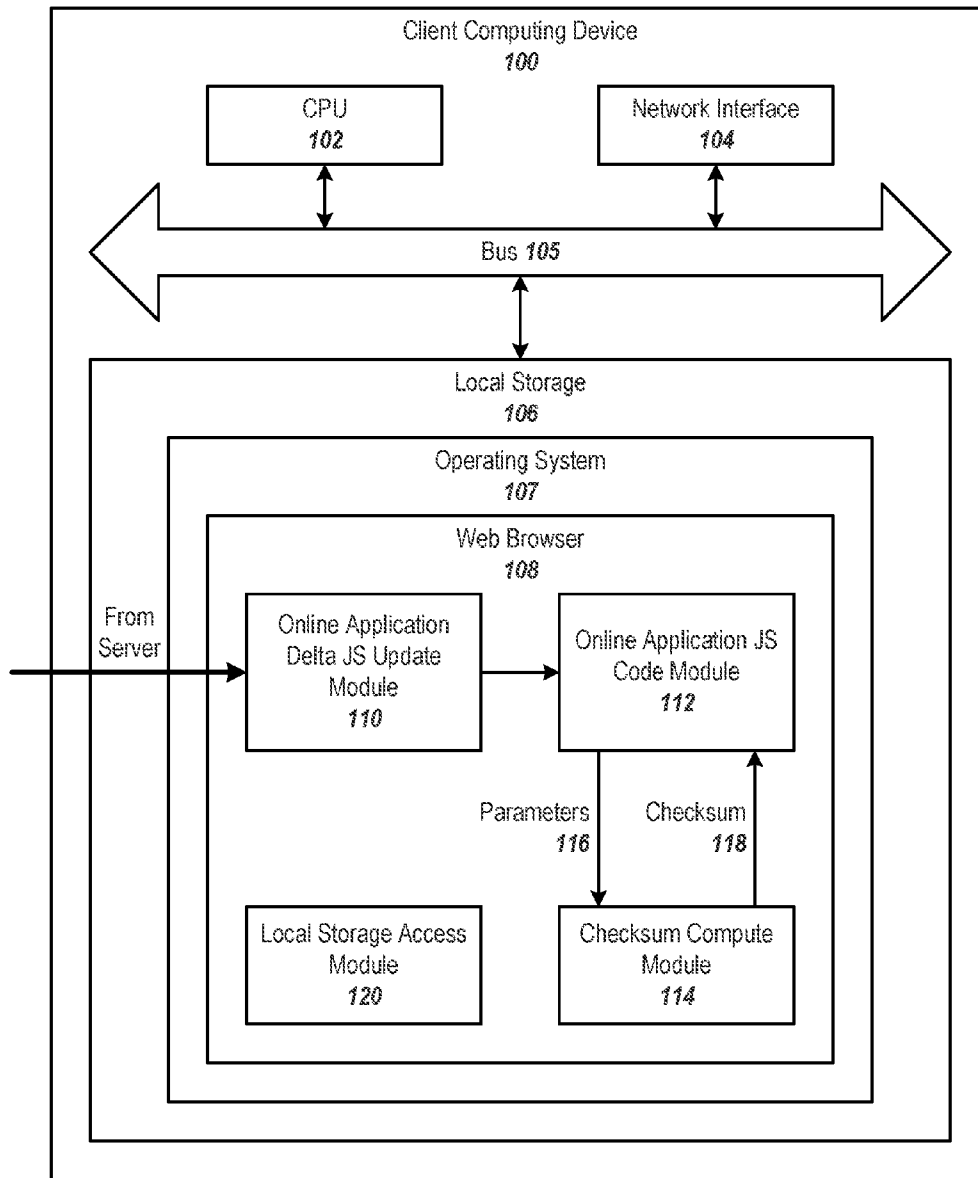 Client Computing Device
100
CPU
102
Network Interface
104
Bus 105
Local Storage
106
Operating System
107
Web Browser
108
From
Server
Online Application
Delta JS Update
Module
110
Online Application JS
Code Module
112
Parameters
116
Checksum
118
Local Storage Access
Module
120
Checksum Compute
Module
114